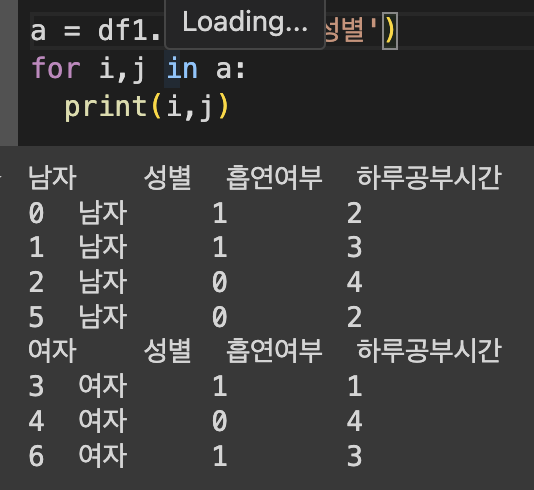 a = df1. Loading... 성별')
for i,j in a:
print(i,j)
남자 성별 흡연여부 하루공부시간
0 남자 1 2
1 남자 1 3
2 남자 0 4
5 남자 0 2
여자 성별 흡연여부 하루공부시간
3 여자 1 1
4 여자 0 4
6 여자 1 3